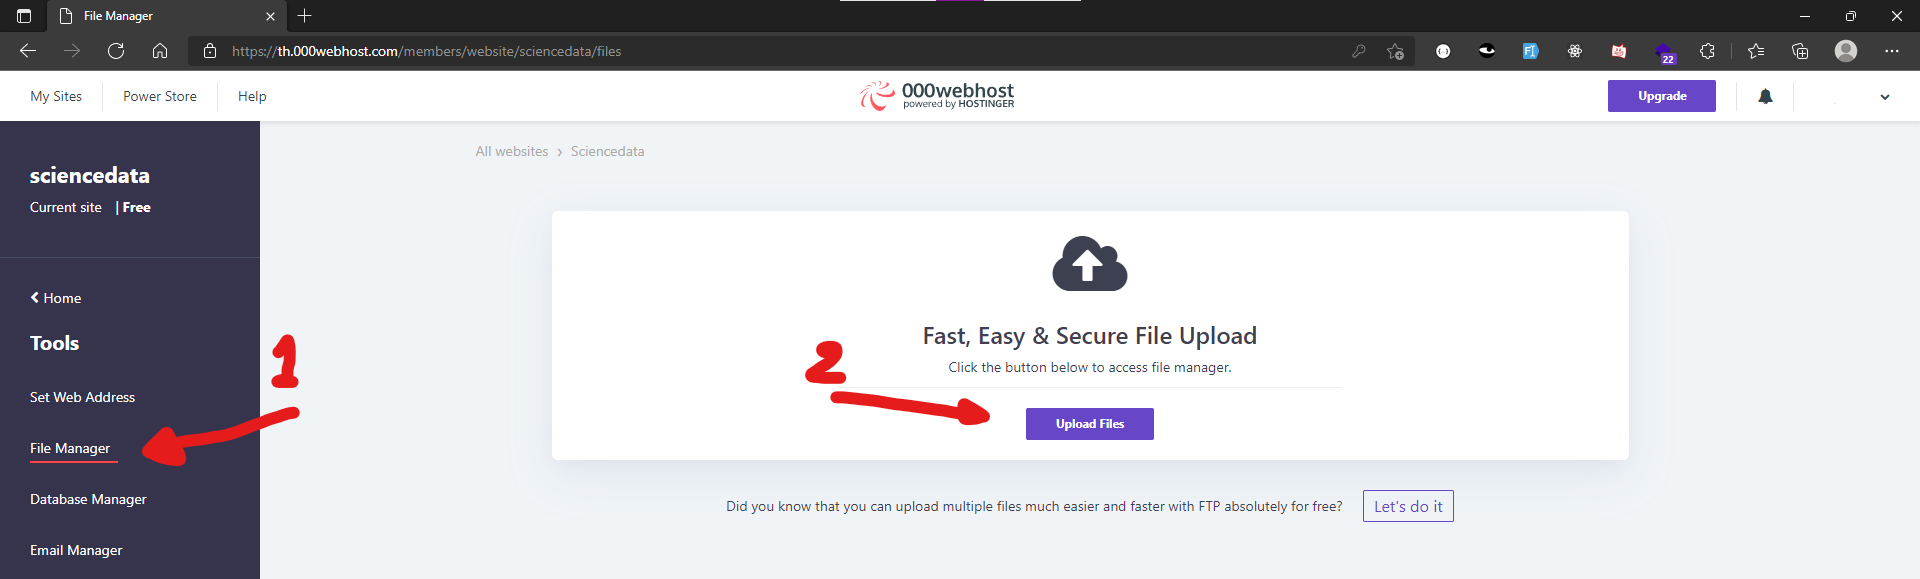 File Manager
https://th.000webhost.com/members/website/sciencedata/files
22
My Sites
Power Store
Help
000webhost
powered by HOSTINGER
Upgrade
sciencedata
Current site | Free
All websites › Sciencedata
Home
Tools
Set Web Address
File Manager
Database Manager
Email Manager
1
Fast, Easy & Secure File Upload
Click the button below to access file manager.
2
Upload Files
Did you know that you can upload multiple files much easier and faster with FTP absolutely for free?
Let's do it